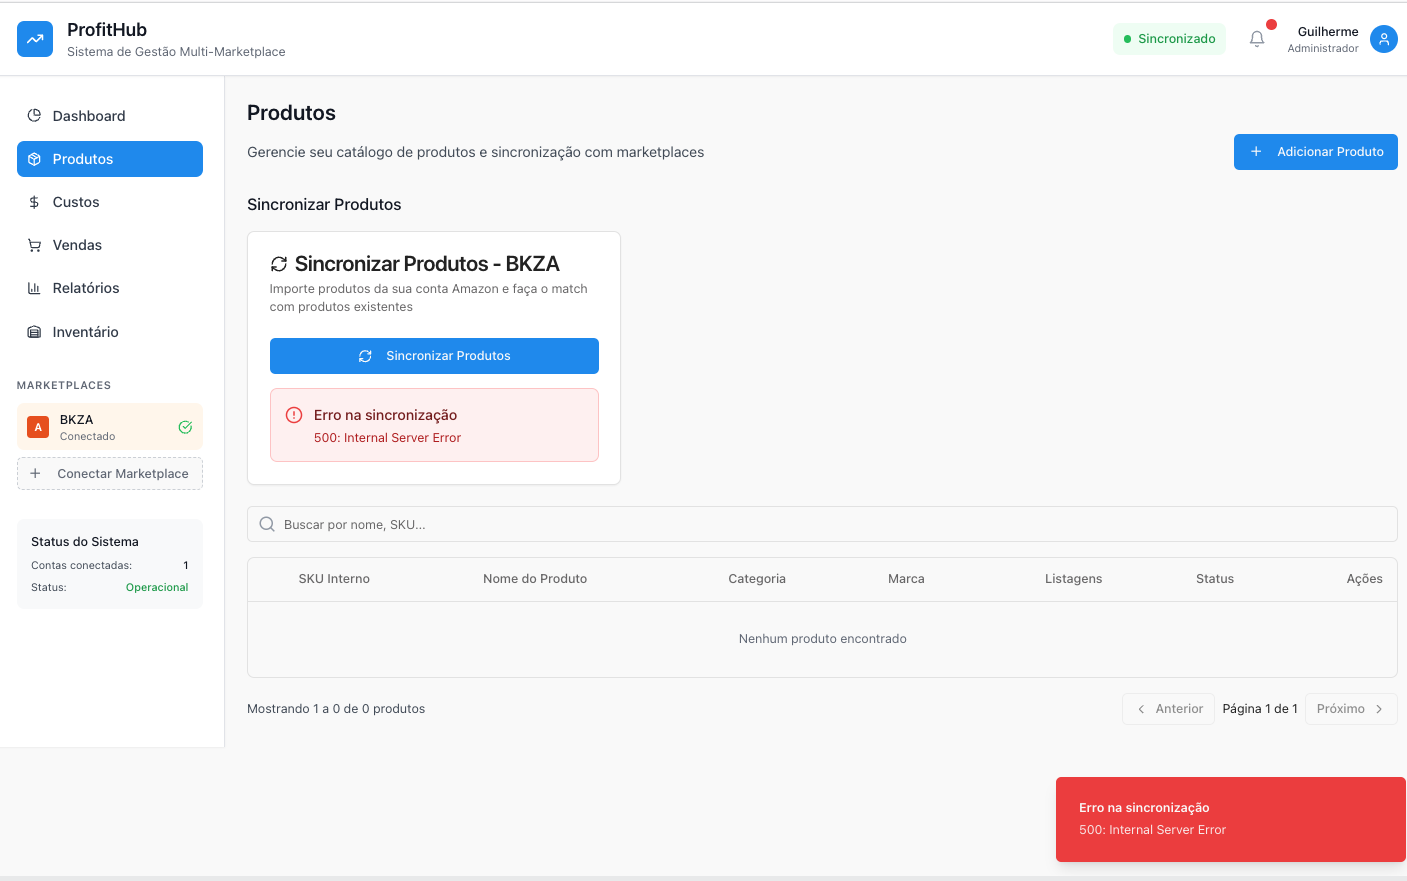 ProfitHub
Sistema de Gestão Multi-Marketplace
Sincronizado
Guilherme
Administrador
Dashboard
Produtos
Custos
Vendas
Relatórios
Inventário
MARKETPLACES
A
BKZA
Conectado
Conectar Marketplace
Status do Sistema
Contas conectadas: 1
Status: Operacional
Produtos
Gerencie seu catálogo de produtos e sincronização com marketplaces
Adicionar Produto
Sincronizar Produtos
Sincronizar Produtos - BKZA
Importe produtos da sua conta Amazon e faça o match
com produtos existentes
Sincronizar Produtos
Erro na sincronização
500: Internal Server Error
Buscar por nome, SKU...
SKU Interno Nome do Produto Categoria Marca Listagens Status Ações
Nenhum produto encontrado
Mostrando 1 a 0 de 0 produtos
Anterior Página 1 de 1 Próximo
Erro na sincronização
500: Internal Server Error